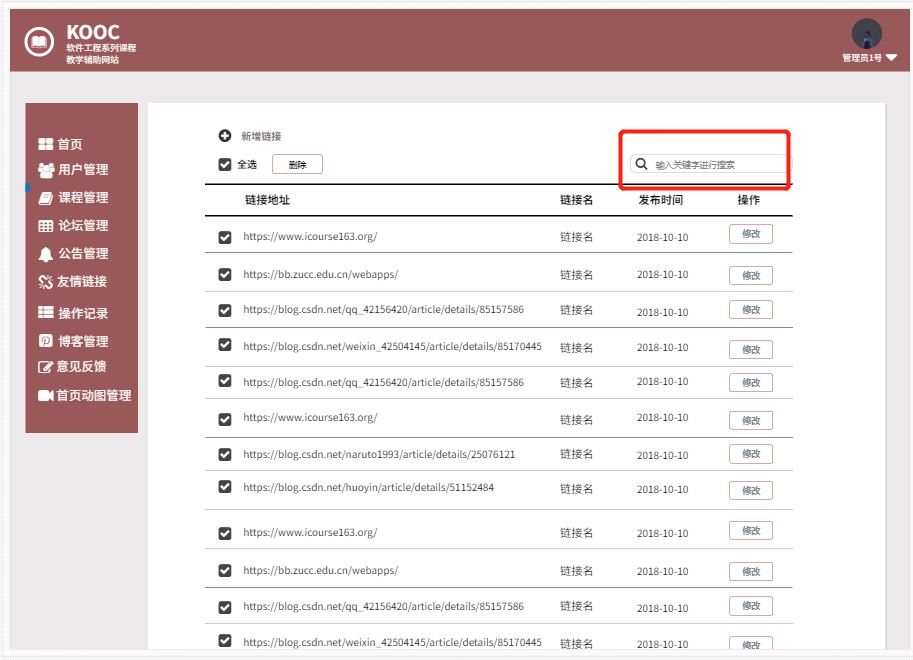 KOOC
软件工程系列课程
教学辅助网站
管理员1号
首页
用户管理
课程管理
论坛管理
公告管理
友情链接
操作记录
博客管理
意见反馈
首页动图管理
新增链接
全选 删除
输入关键字进行搜索
链接地址 链接名 发布时间 操作
https://www.icourse163.org/ 链接名 2018-10-10 修改
https://bb.zucc.edu.cn/webapps/ 链接名 2018-10-10 修改
https://blog.csdn.net/qq_42156420/article/details/85157586 链接名 2018-10-10 修改
https://blog.csdn.net/weixin_42504145/article/details/85170445 链接名 2018-10-10 修改
https://blog.csdn.net/qq_42156420/article/details/85157586 链接名 2018-10-10 修改
https://www.icourse163.org/ 链接名 2018-10-10 修改
https://blog.csdn.net/naruto1993/article/details/25076121 链接名 2018-10-10 修改
https://blog.csdn.net/huoyin/article/details/51152484 链接名 2018-10-10 修改
https://www.icourse163.org/ 链接名 2018-10-10 修改
https://bb.zucc.edu.cn/webapps/ 链接名 2018-10-10 修改
https://blog.csdn.net/qq_42156420/article/details/85157586 链接名 2018-10-10 修改
https://blog.csdn.net/weixin_42504145/article/details/85170445 链接名 2018-10-10 修改